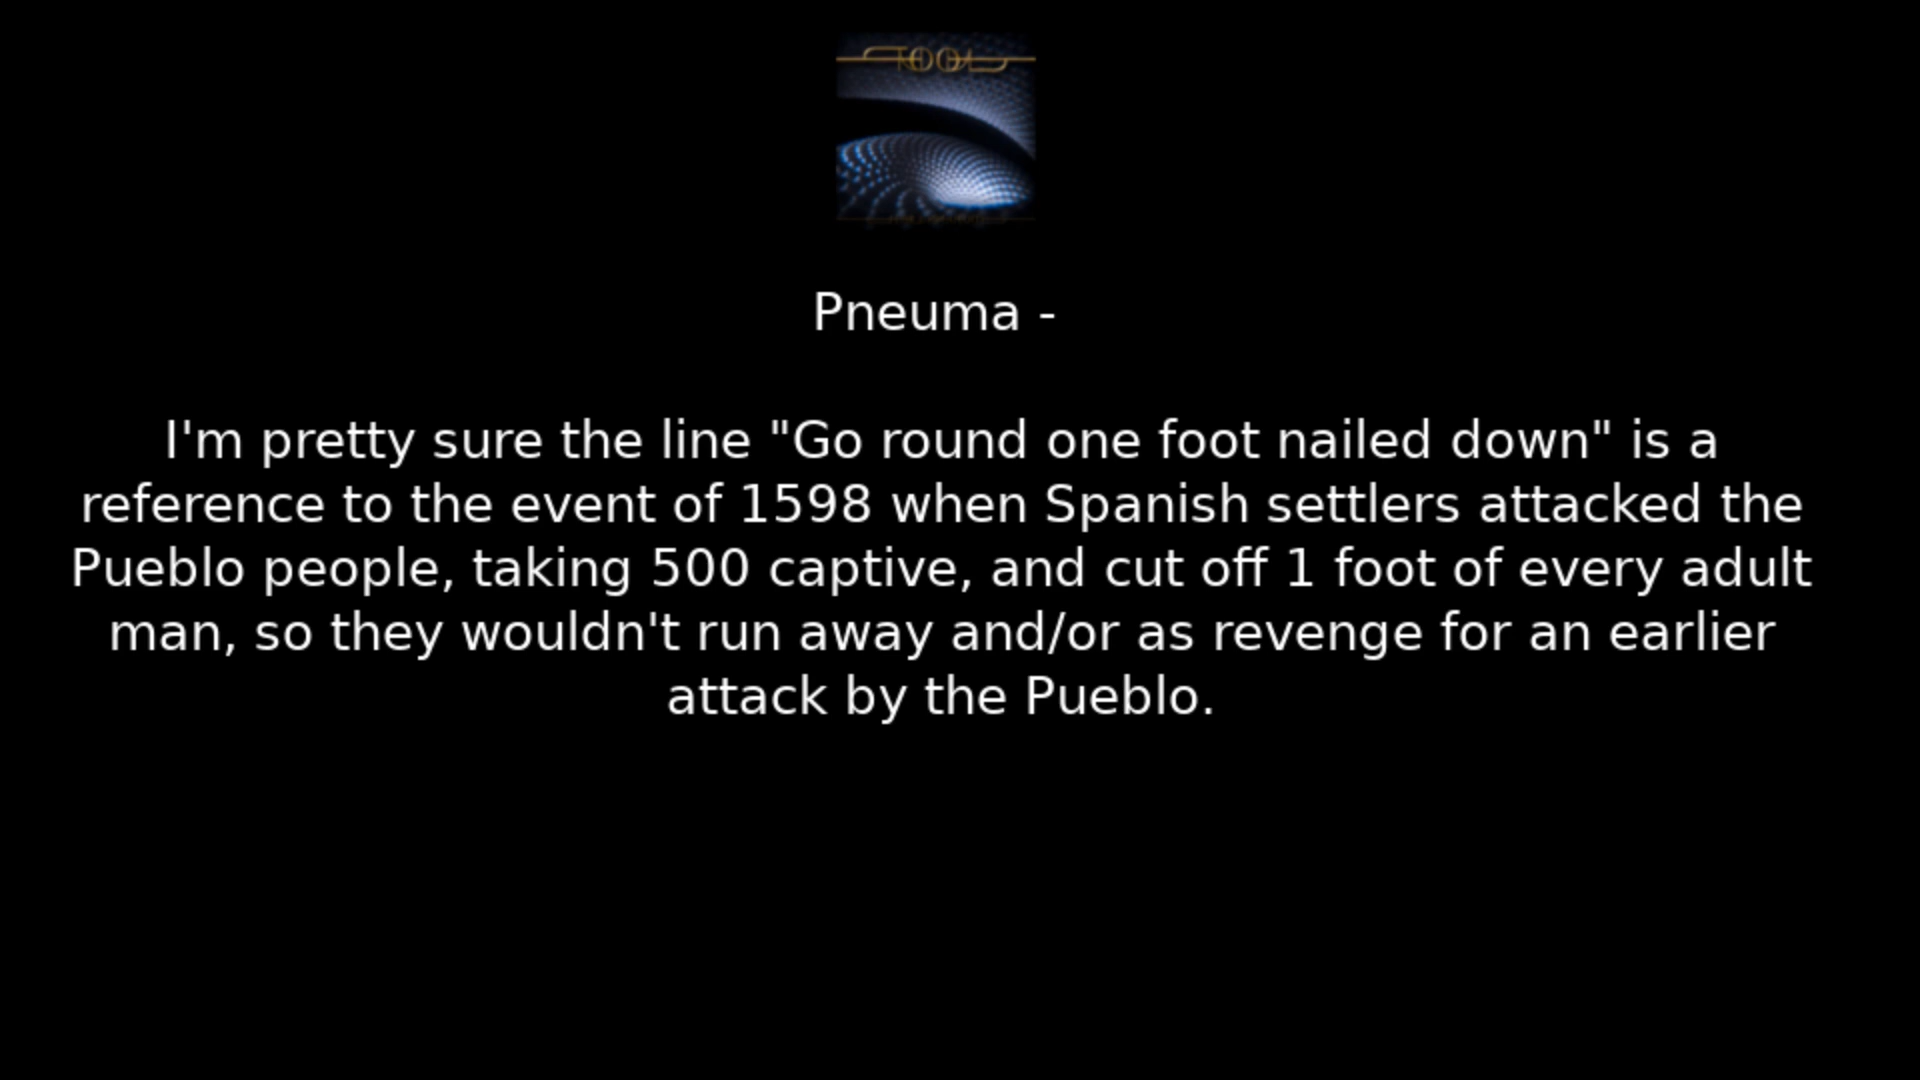 TOOL
Pneuma -
I'm pretty sure the line "Go round one foot nailed down" is a
reference to the event of 1598 when Spanish settlers attacked the
Pueblo people, taking 500 captive, and cut off 1 foot of every adult
man, so they wouldn't run away and/or as revenge for an earlier
attack by the Pueblo.